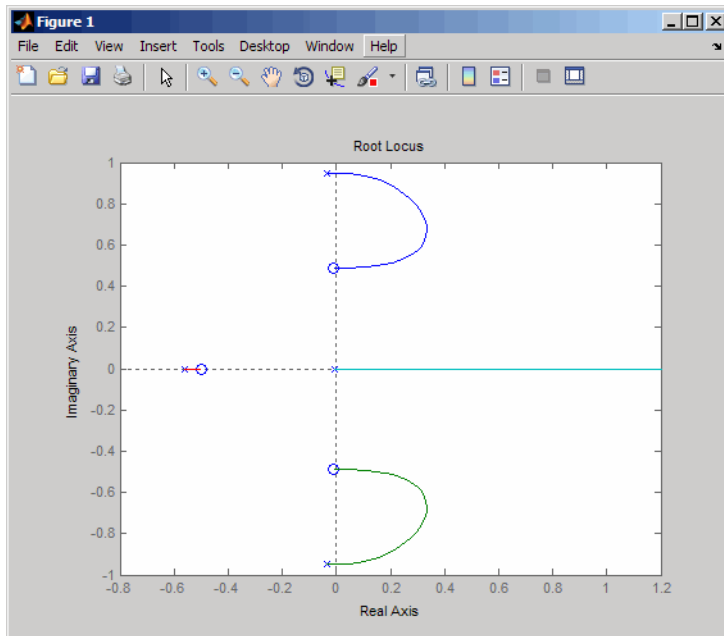 Figure 1
File Edit View Insert Tools Desktop Window Help
Root Locus
1
0.8
0.6
0.4
0.2
0
-0.2
-0.4
-0.6
-0.8
-1
Imaginary Axis
-0.8 -0.6 -0.4 -0.2 0 0.2 0.4 0.6 0.8 1 1.2
Real Axis